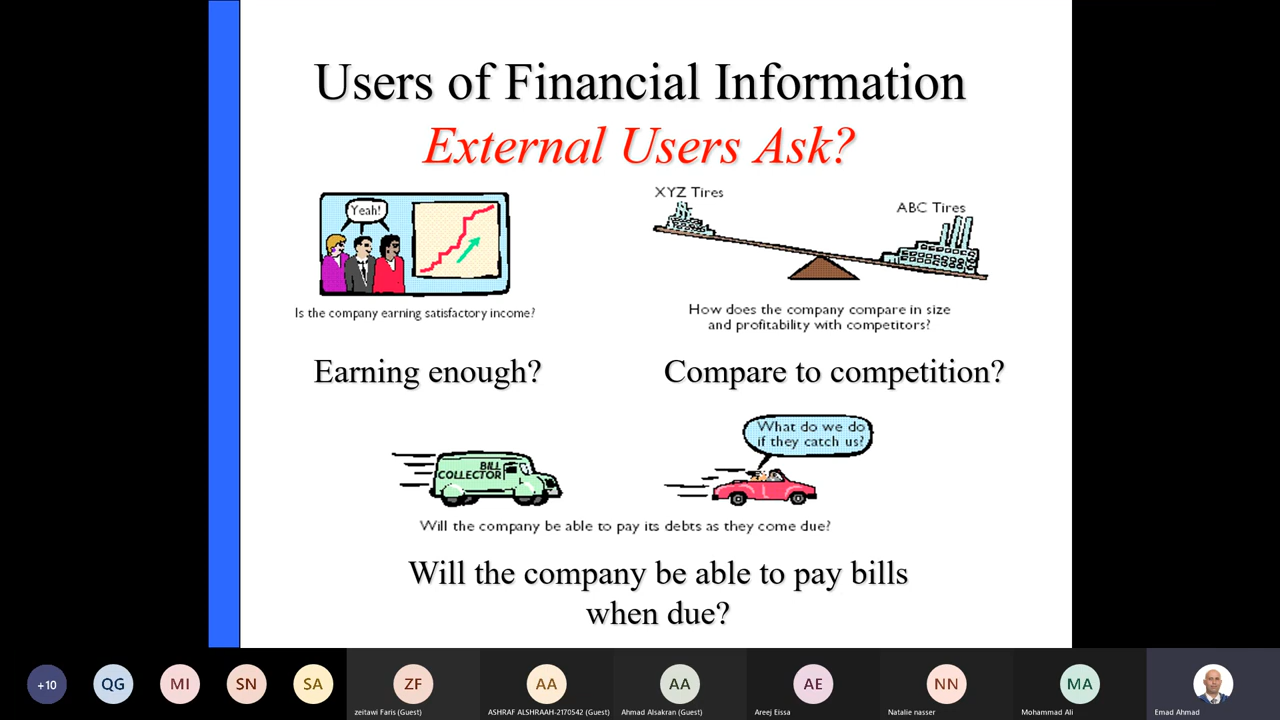 Users of Financial Information
External Users Ask?
XYZ Tires
ABC Tires
Yeah!
Is the company earning satisfactory income?
How does the company compare in size
and profitability with competitors?
Earning enough?
Compare to competition?
What do we do
if they catch us?
BILL
COLLECTOR
Will the company be able to pay its debts as they come due?
Will the company be able to pay bills
when due?
+10
QG
MI
SN
SA
ZF
AA
AA
AE
NN
MA
zeitawi Faris (Guest)
ASHRAF ALSHRAAH-2170542 (Guest)
Ahmad Alsakran (Guest)
Areej Eissa
Natalie nasser
Mohammad Ali
Emad Ahmad